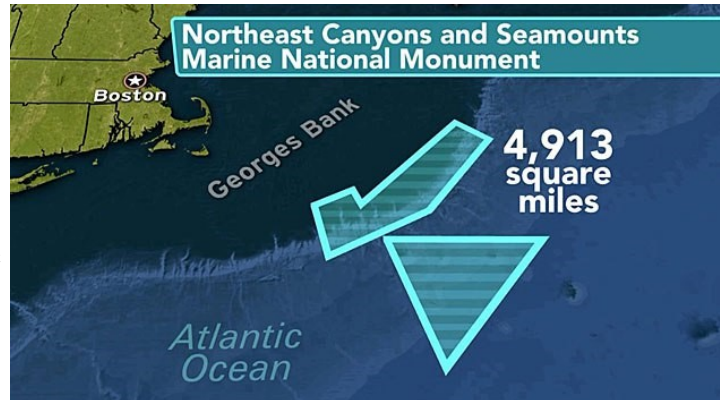 Northeast Canyons and Seamounts
Marine National Monument
Boston
Georges Bank
4,913
square
miles
Atlantic
Ocean